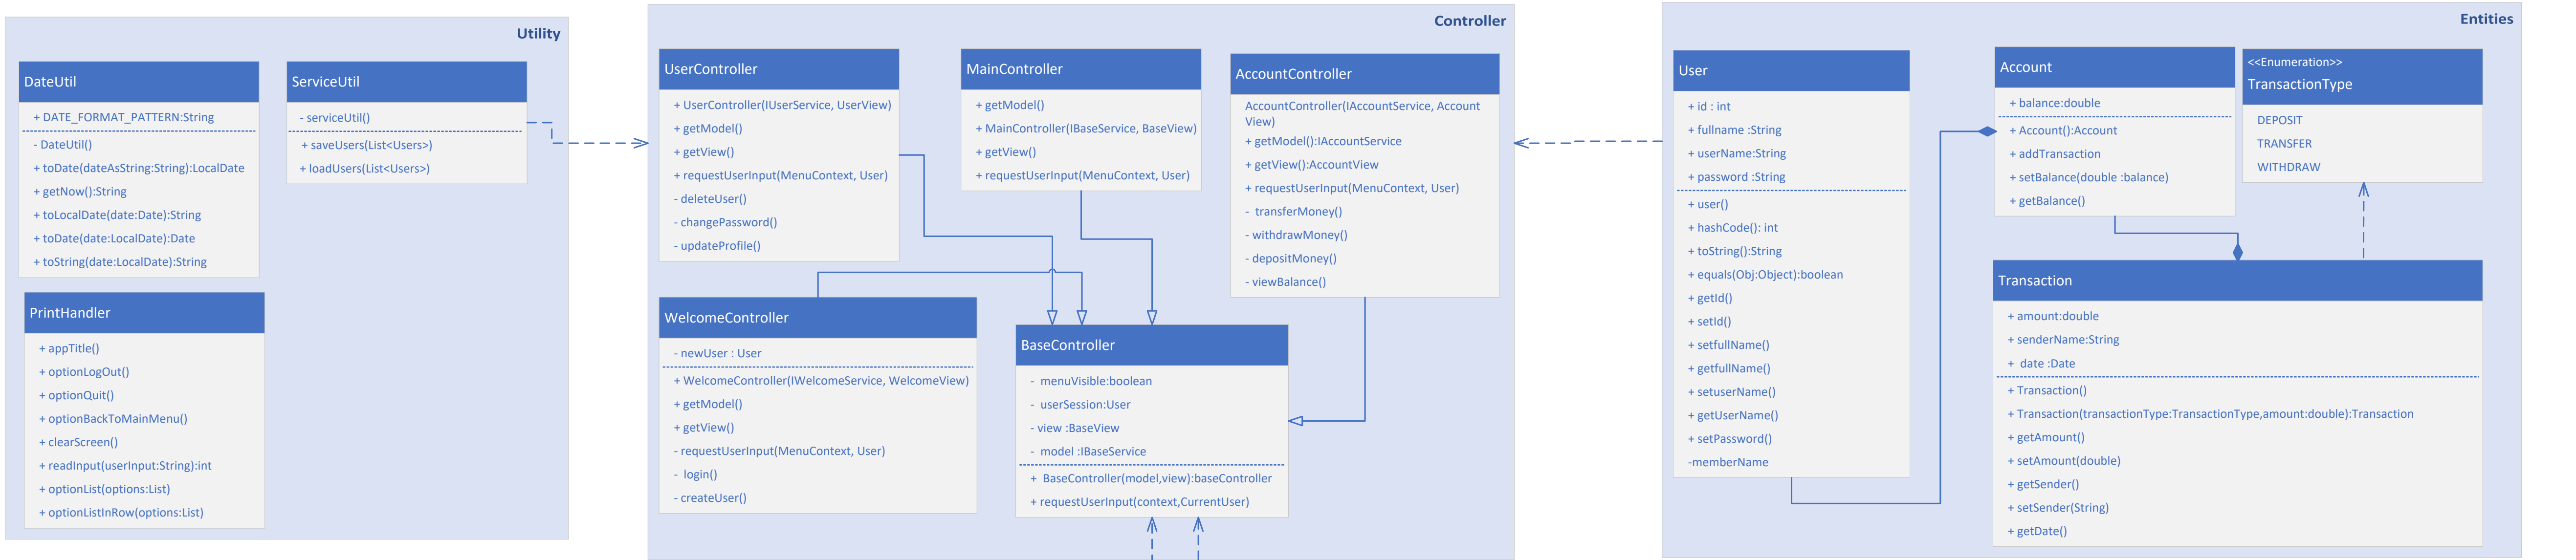 Utility
DateUtil
+ DATE_FORMAT_PATTERN:String
- DateUtil()
+ toDate(dateAsString:String):LocalDate
+ getNow():String
+ toLocalDate(date:Date):String
+ toDate(date:LocalDate):Date
+ toString(date:LocalDate):String
ServiceUtil
- serviceUtil()
+ saveUsers(List<Users>)
+ loadUsers(List<Users>)
PrintHandler
+ appTitle()
+ optionLogOut()
+ optionQuit()
+ optionBackToMainMenu()
+ clearScreen()
+ readInput(userInput:String):int
+ optionList(options:List)
+ optionListInRow(options:List)
Controller
UserController
+ UserController(IUserService, UserView)
+ getModel()
+ getView()
+ requestUserInput(MenuContext, User)
- deleteUser()
- changePassword()
- updateProfile()
MainController
+ getModel()
+ MainController(IBaseService, BaseView)
+ getView()
+ requestUserInput(MenuContext, User)
AccountController
AccountController(IAccountService, Account
View)
+ getModel():IAccountService
+ getView():AccountView
+ requestUserInput(MenuContext, User)
- transferMoney()
- withdrawMoney()
- depositMoney()
- viewBalance()
WelcomeController
- newUser : User
+ WelcomeController(IWelcomeService, WelcomeView)
+ getModel()
+ getView()
- requestUserInput(MenuContext, User)
- login()
- createUser()
BaseController
- menuVisible:boolean
- userSession:User
- view :BaseView
- model :IBaseService
+ BaseController(model,view):baseController
+ requestUserInput(context,CurrentUser)
Entities
User
+ id : int
+ fullname :String
+ userName:String
+ password :String
+ user()
+ hashCode(): int
+ toString():String
+ equals(Obj:Object):boolean
+ getId()
+ setId()
+ setfullName()
+ getfullName()
+ setuserName()
+ getUserName()
+ setPassword()
-memberName
Account
+ balance:double
+ Account():Account
+ addTransaction
+ setBalance(double :balance)
+ getBalance()
<<Enumeration>>
TransactionType
DEPOSIT
TRANSFER
WITHDRAW
Transaction
+ amount:double
+ senderName:String
+ date :Date
+ Transaction()
+ Transaction(transactionType:TransactionType,amount:double):Transaction
+ getAmount()
+ setAmount(double)
+ getSender()
+ setSender(String)
+ getDate()